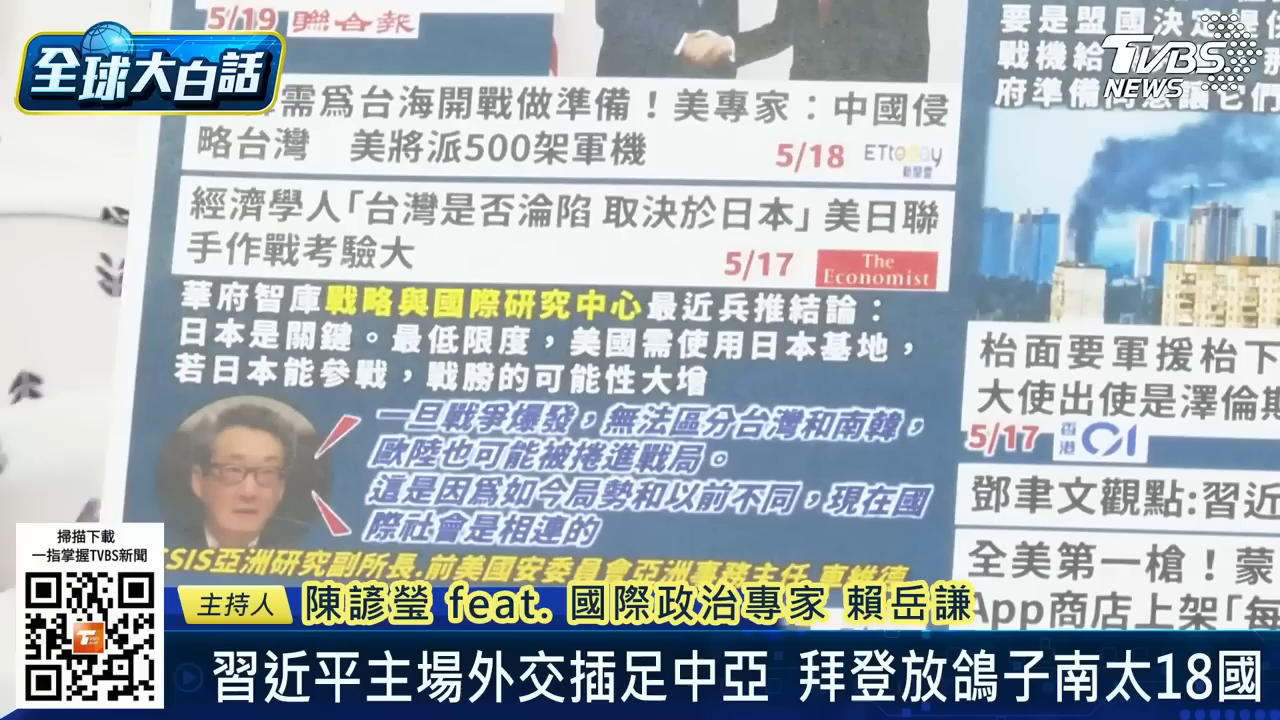 全球大白話
TVBS
NEWS
5/19 聯合報
需為台海開戰做準備！美專家：中國侵
略台灣 美將派500架軍機
5/18 ETtoday
新聞雲
經濟學人「台灣是否淪陷 取決於日本」美日聯
手作戰考驗大
5/17 The
Economist
華府智庫戰略與國際研究中心最近兵推結論：
日本是關鍵。最低限度，美國需使用日本基地，
若日本能參戰，戰勝的可能性大增
一旦戰爭爆發，無法區分台灣和南韓，
歐陸也可能被捲進戰局。
這是因為如今局勢和以前不同，現在國
際社會是相連的
CSIS亞洲研究副所長.前美國安委員會亞洲事務主任 車維德
要是盟國決定提供
戰機給
府準備
枱面要軍援枱下
大使出使是澤倫斯
5/17 香港01
鄧聿文觀點:習近
全美第一槍！蒙
App商店上架「每
掃描下載
一指掌握TVBS新聞
主持人 陳諺瑩 feat. 國際政治專家 賴岳謙
習近平主場外交插足中亞 拜登放鴿子南太18國